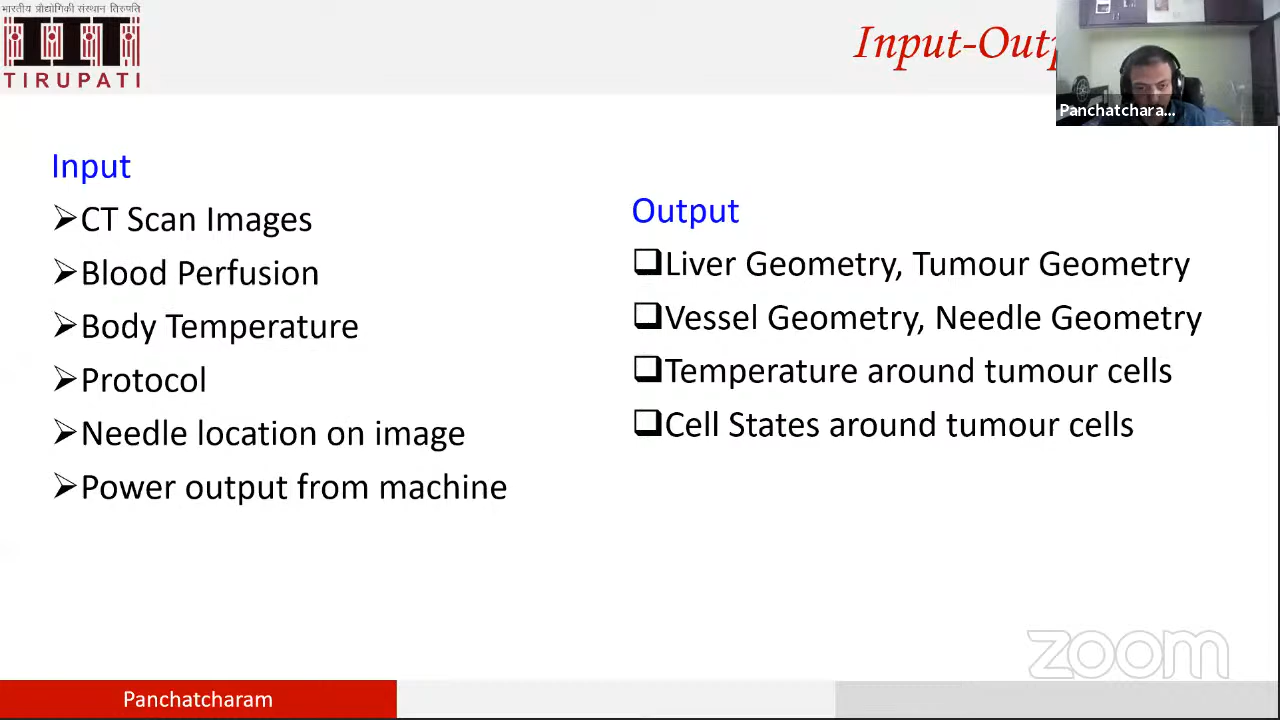 भारतीय प्रौद्योगिकी संस्थान तिरुपति
TIRUPATI
Input-Outp
Panchatchara...
Input
➢CT Scan Images
➢Blood Perfusion
➢Body Temperature
➢Protocol
➢Needle location on image
➢Power output from machine
Output
❑Liver Geometry, Tumour Geometry
❑Vessel Geometry, Needle Geometry
❑Temperature around tumour cells
❑Cell States around tumour cells
zoom
Panchatcharam